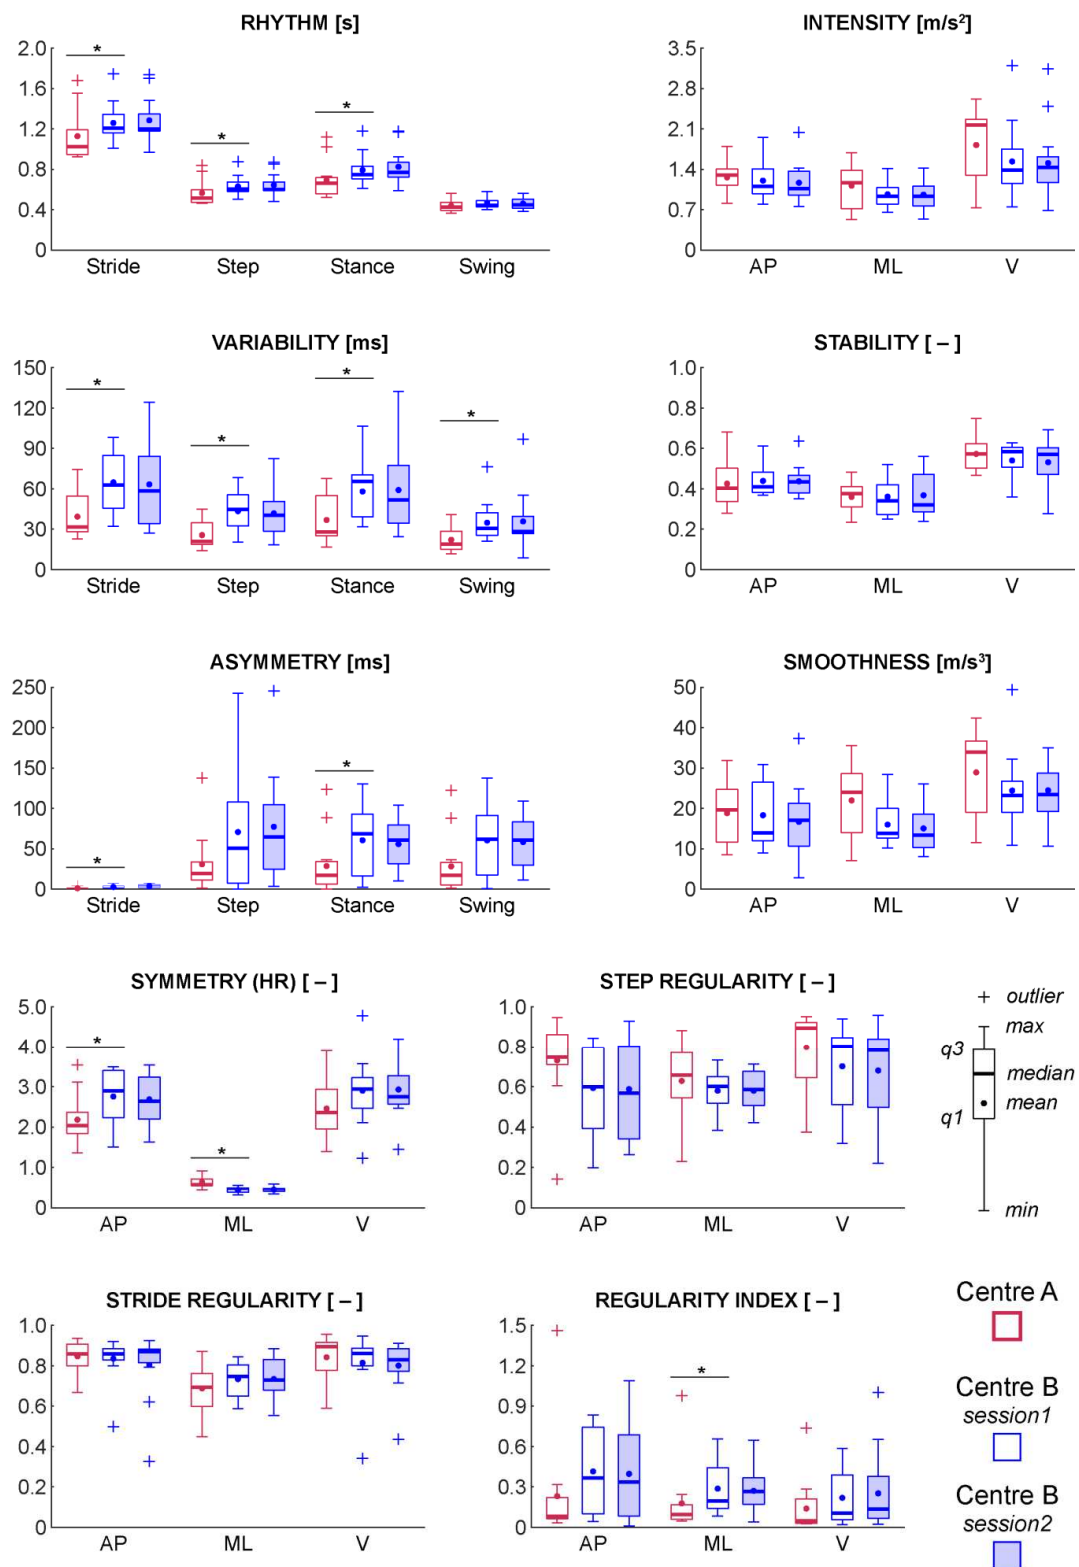 RHYTHM [s]
2.0
1.6
1.2
0.8
0.4
0
*
*
*
Stride Step Stance Swing
INTENSITY [m/s²]
3.5
2.8
2.1
1.4
0.7
0
AP ML V
VARIABILITY [ms]
150
120
90
60
30
0
*
*
*
*
Stride Step Stance Swing
STABILITY [ – ]
1.0
0.8
0.6
0.4
0.2
0
AP ML V
ASYMMETRY [ms]
250
200
150
100
50
0
*
*
Stride Step Stance Swing
SMOOTHNESS [m/s³]
50
40
30
20
10
0
AP ML V
SYMMETRY (HR) [ – ]
5.0
4.0
3.0
2.0
1.0
0
*
*
AP ML V
STEP REGULARITY [ – ]
1.0
0.8
0.6
0.4
0.2
0
AP ML V
outlier
max
q3
median
mean
q1
min
STRIDE REGULARITY [ – ]
1.0
0.8
0.6
0.4
0.2
0
AP ML V
REGULARITY INDEX [ – ]
1.5
1.2
0.9
0.6
0.3
0
*
AP ML V
Centre A
Centre B
session1
Centre B
session2